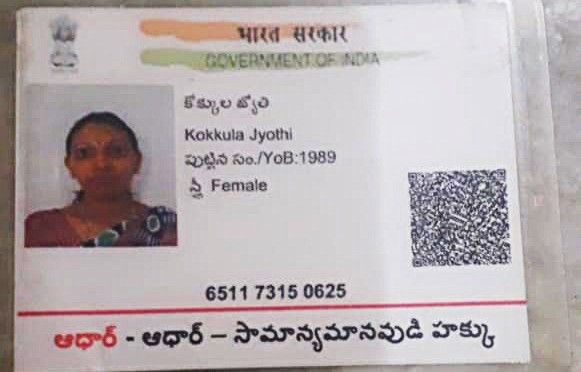 भारत सरकार
GOVERNMENT OF INDIA
కొక్కుల జ్యోతి
Kokkula Jyothi
పుట్టిన సం./YoB:1989
స్త్రీ Female
6511 7315 0625
ఆధార్ - ఆధార్ – సామాన్యమానవుడి హక్కు